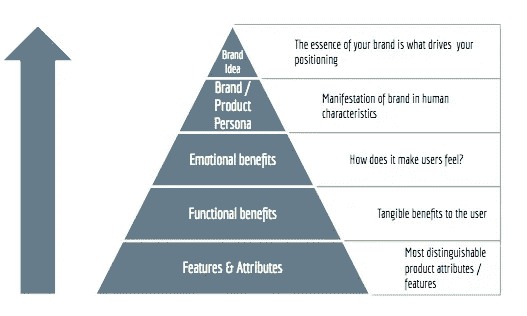 Brand
Idea
The essence of your brand is what drives your
positioning
Brand /
Product
Persona
Manifestation of brand in human
characteristics
Emotional benefits
How does it make users feel?
Functional benefits
Tangible benefits to the user
Features & Attributes
Most distinguishable
product attributes /
features